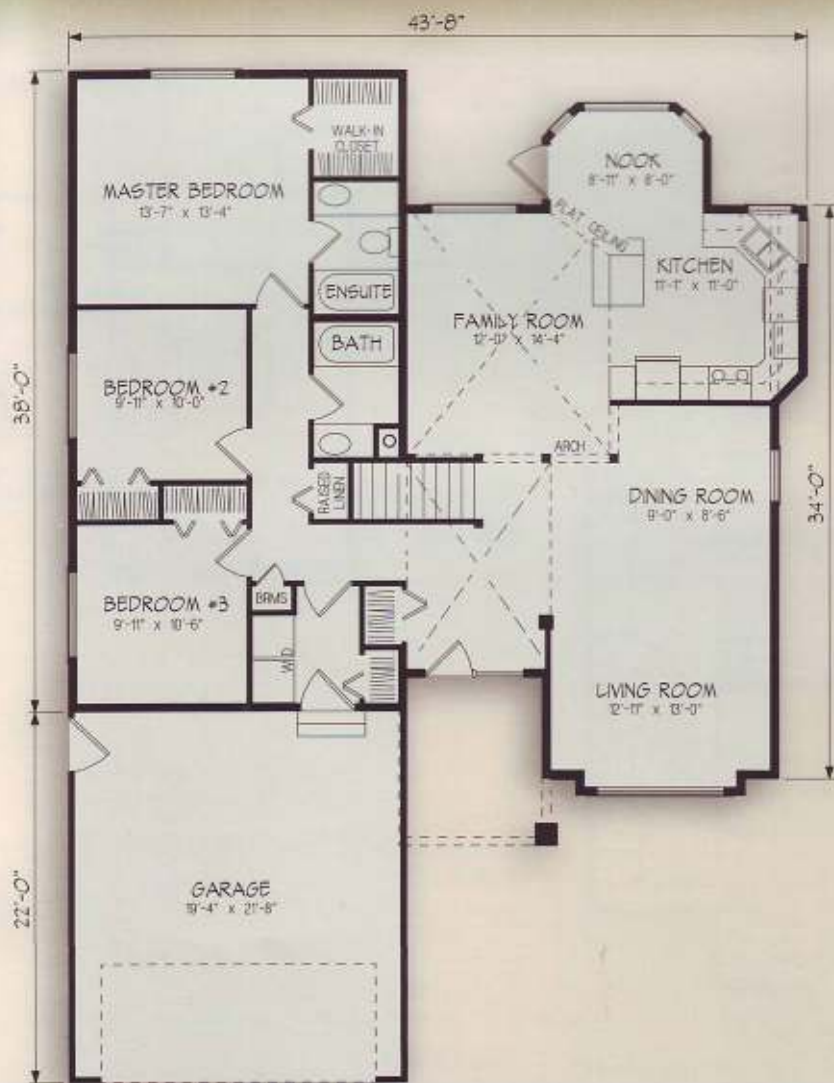 43'-8"
WALK-IN
CLOSET
MASTER BEDROOM
13'-7" x 13'-4"
NOOK
8'-11" x 8'-0"
FLAT CEILING
KITCHEN
11'-1" x 11'-0"
ENSUITE
FAMILY ROOM
12'-0" x 14'-4"
BATH
38'-0"
BEDROOM #2
9'-11" x 10'-0"
34'-0"
ARCH
RAISED
LINEN
DINING ROOM
9'-0" x 8'-6"
BEDROOM #3
9'-11" x 10'-6"
BRMS
W/D
LIVING ROOM
12'-11" x 13'-0"
22'-0"
GARAGE
19'-4" x 21'-8"